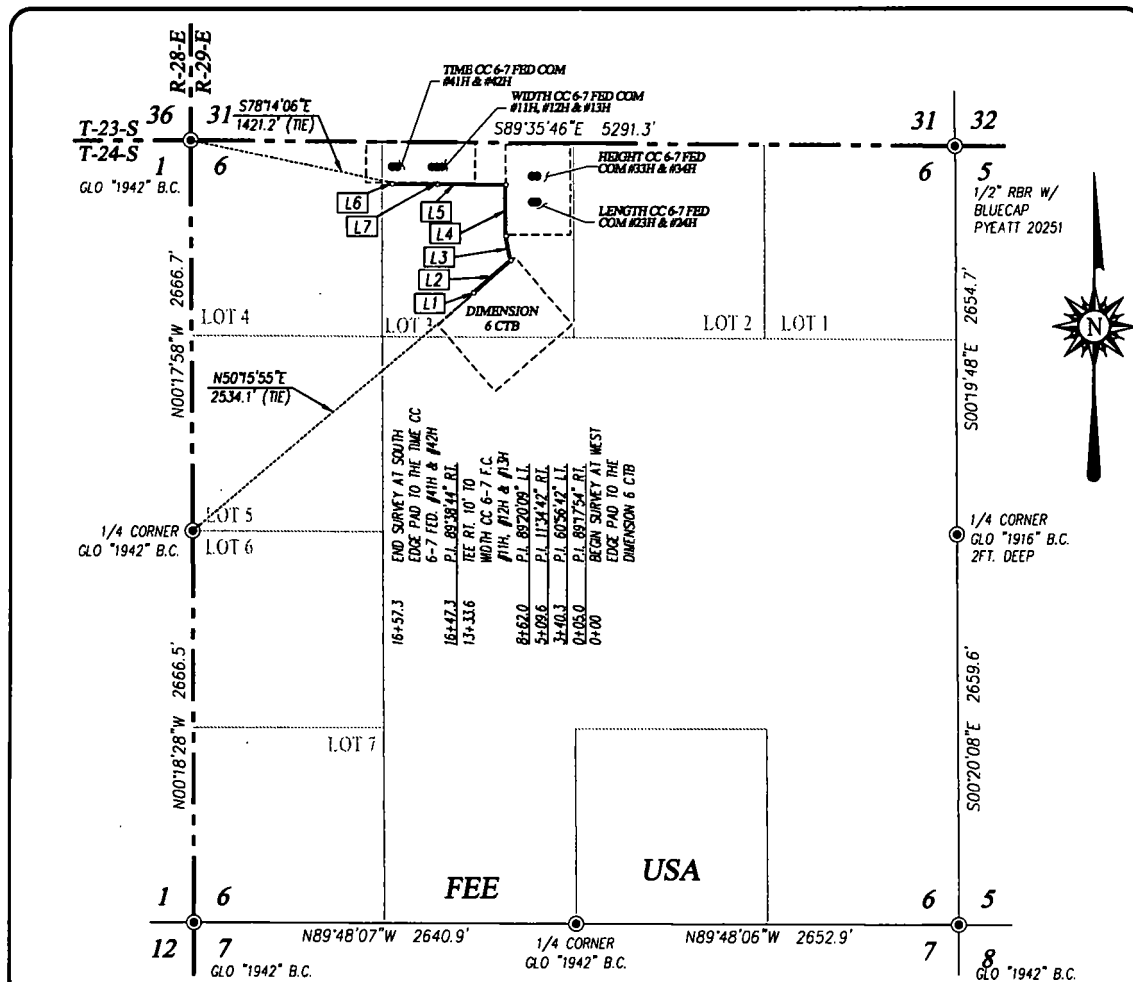 R-28-E
R-29-E
TIME CC 6-7 FED COM
#41H & #42H
WIDTH CC 6-7 FED COM
#11H, #12H & #13H
36
31
S78°14'06"E
1421.2' (TIE)
S89°35'46"E 5291.3'
31
32
T-23-S
T-24-S
1
6
6
5
GLO "1942" B.C.
HEIGHT CC 6-7 FED
COM #33H & #34H
1/2" RBR W/
BLUECAP
PYEATT 20251
L6
L7
L5
L4
LENGTH CC 6-7 FED
COM #23H & #24H
L3
L2
L1
DIMENSION
6 CTB
N00°17'58"W 2666.7'
LOT 4
LOT 3
LOT 2
LOT 1
S00°19'48"E 2654.7'
N
N50°15'55"E
2534.1' (TIE)
LOT 5
1/4 CORNER
GLO "1942" B.C.
LOT 6
1/4 CORNER
GLO "1916" B.C.
2FT. DEEP
16+57.3 END SURVEY AT SOUTH
EDGE PAD TO THE TIME CC
6-7 FED. #41H & #42H
16+47.3 P.I. 89°38'44" RT.
13+33.6 TEE RT. 10' TO
WIDTH CC 6-7 F.C.
#11H, #12H & #13H
8+62.0 P.I. 89°20'09" LT.
5+09.6 P.I. 11°34'42" RT.
3+40.3 P.I. 60°56'42" LT.
0+05.0 P.I. 89°17'54" RT.
0+00 BEGIN SURVEY AT WEST
EDGE PAD TO THE
DIMENSION 6 CTB
N00°18'28"W 2666.5'
S00°20'08"E 2659.6'
LOT 7
FEE
USA
1
6
6
5
N89°48'07"W 2640.9'
1/4 CORNER
GLO "1942" B.C.
N89°48'06"W 2652.9'
12
7
GLO "1942" B.C.
7
8
GLO "1942" B.C.